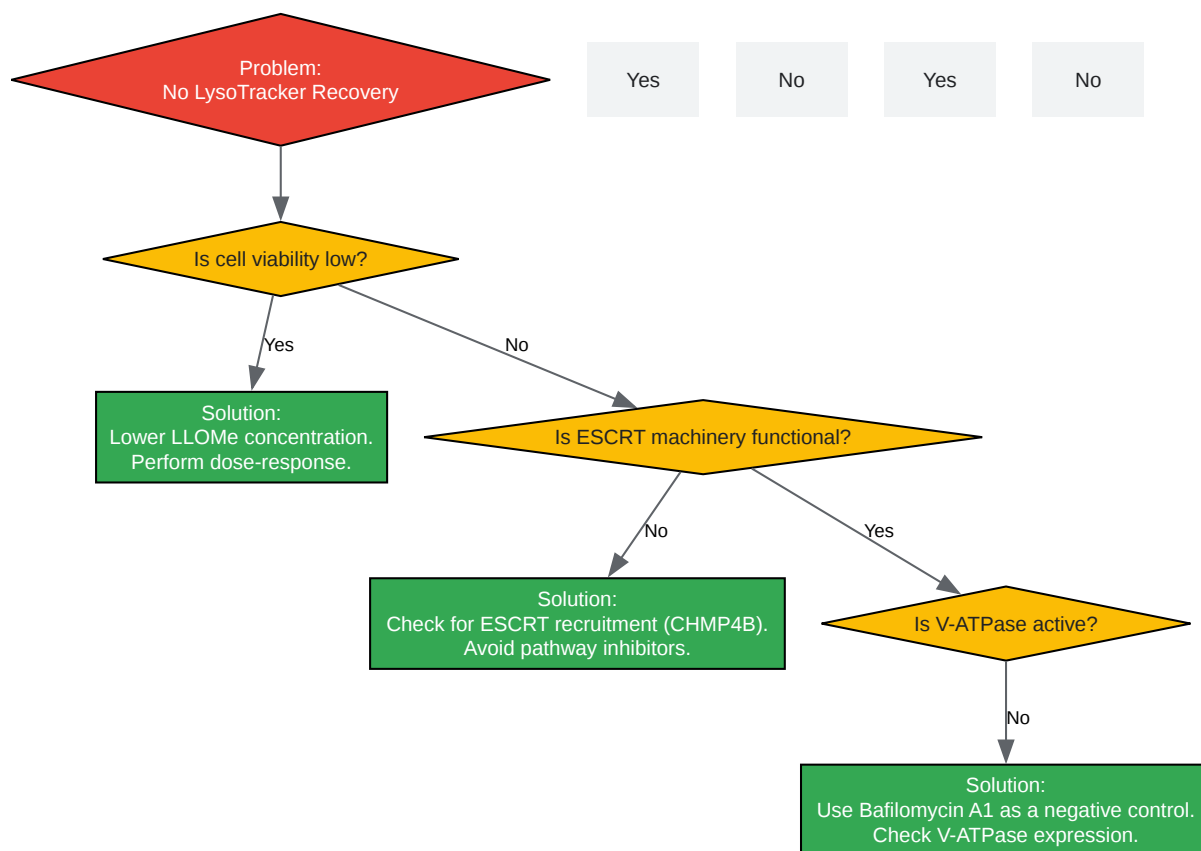 Problem:
No LysoTracker Recovery
Yes
No
Yes
No
Is cell viability low?
Yes
No
Solution:
Lower LLOMe concentration.
Perform dose-response.
Is ESCRT machinery functional?
No
Yes
Solution:
Check for ESCRT recruitment (CHMP4B).
Avoid pathway inhibitors.
Is V-ATPase active?
No
Solution:
Use Bafilomycin A1 as a negative control.
Check V-ATPase expression.